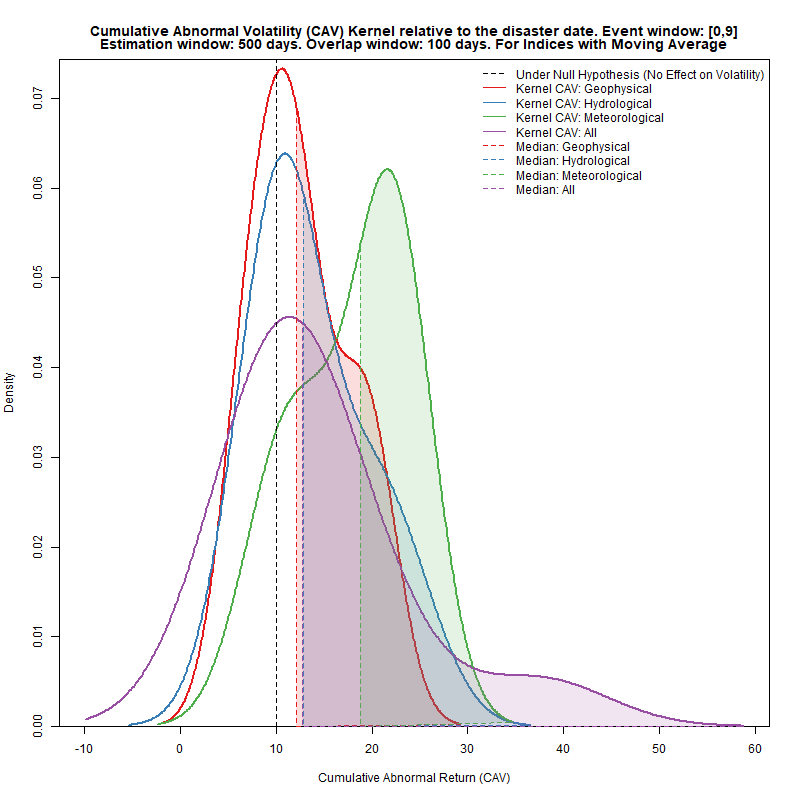 Cumulative Abnormal Volatility (CAV) Kernel relative to the disaster date. Event window: [0,9]
Estimation window: 500 days. Overlap window: 100 days. For Indices with Moving Average
Under Null Hypothesis (No Effect on Volatility)
Kernel CAV: Geophysical
Kernel CAV: Hydrological
Kernel CAV: Meteorological
Kernel CAV: All
Median: Geophysical
Median: Hydrological
Median: Meteorological
Median: All
Density
0.07
0.06
0.05
0.04
0.03
0.02
0.01
0.00
-10 0 10 20 30 40 50 60
Cumulative Abnormal Return (CAV)